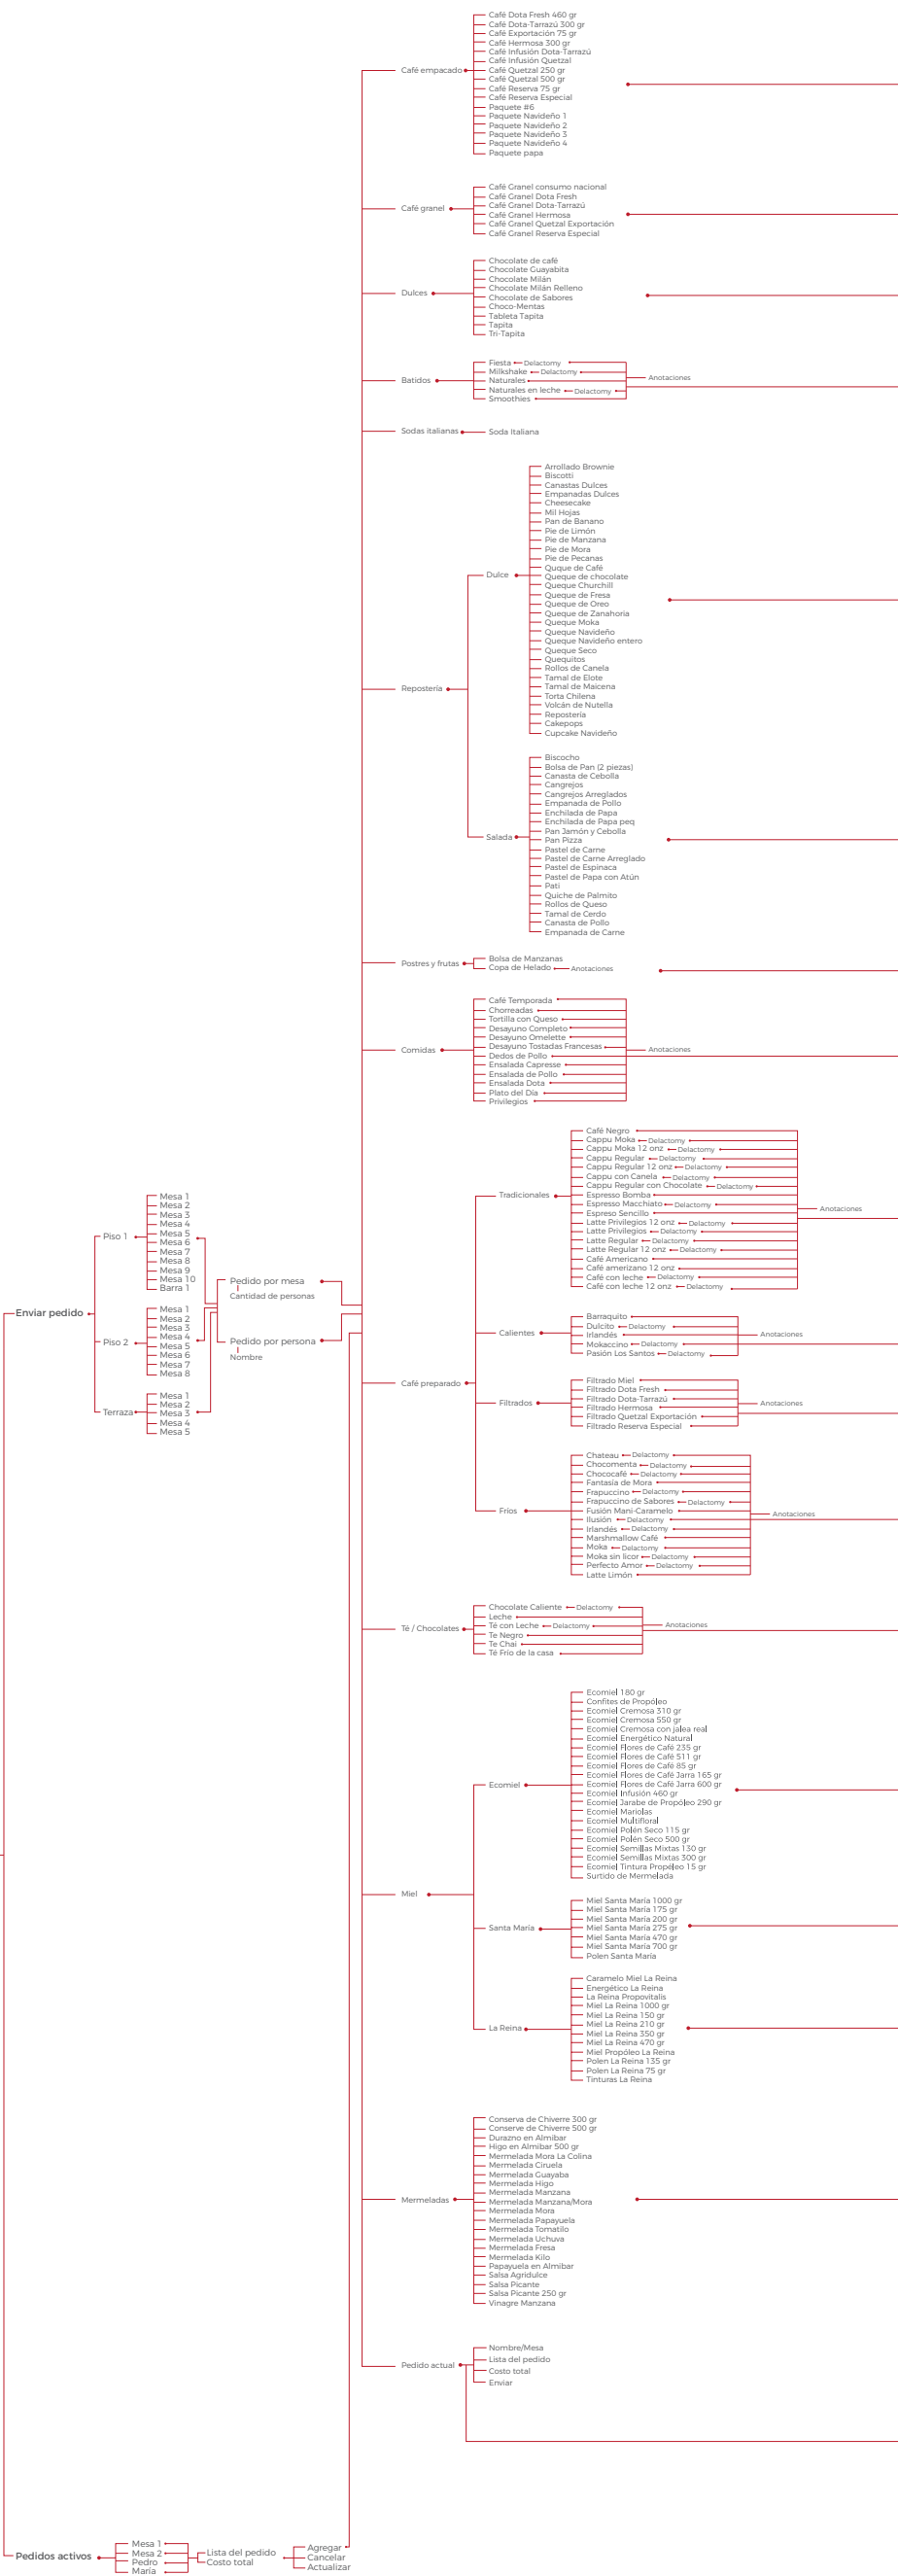 Café empacado
Café Dota Fresh 460 gr
Café Dota-Tarrazú 300 gr
Café Exportación 75 gr
Café Hermosa 300 gr
Café Infusión Dota-Tarrazú
Café Infusión Quetzal
Café Quetzal 250 gr
Café Quetzal 500 gr
Café Reserva 75 gr
Café Reserva Especial
Paquete #6
Paquete Navideño 1
Paquete Navideño 2
Paquete Navideño 3
Paquete Navideño 4
Paquete papa
Café granel
Café Granel consumo nacional
Café Granel Dota Fresh
Café Granel Dota-Tarrazú
Café Granel Hermosa
Café Granel Quetzal Exportación
Café Granel Reserva Especial
Dulces
Chocolate de café
Chocolate Guayabita
Chocolate Milán
Chocolate Milán Relleno
Chocolate de Sabores
Choco-Mentas
Tableta Tapita
Tapita
Tri-Tapita
Batidos
Fiesta Delactomy
Milkshake Delactomy
Naturales
Naturales en leche Delactomy
Smoothies
Anotaciones
Sodas italianas
Soda Italiana
Repostería
Dulce
Arrollado Brownie
Biscotti
Canastas Dulces
Empanadas Dulces
Cheesecake
Mil Hojas
Pan de Banano
Pie de Limón
Pie de Manzana
Pie de Mora
Pie de Pecanas
Quque de Café
Queque de chocolate
Queque Churchill
Queque de Fresa
Queque de Oreo
Queque de Zanahoria
Queque Moka
Queque Navideño
Queque Navideño entero
Queque Seco
Quequitos
Rollos de Canela
Tamal de Elote
Tamal de Maicena
Torta Chilena
Volcán de Nutella
Repostería
Cakepops
Cupcake Navideño
Salada
Biscocho
Bolsa de Pan (2 piezas)
Canasta de Cebolla
Cangrejos
Cangrejos Arreglados
Empanada de Pollo
Enchilada de Papa
Enchilada de Papa peq
Pan Jamón y Cebolla
Pan Pizza
Pastel de Carne
Pastel de Carne Arreglado
Pastel de Espinaca
Pastel de Papa con Atún
Pati
Quiche de Palmito
Rollos de Queso
Tamal de Cerdo
Canasta de Pollo
Empanada de Carne
Postres y frutas
Bolsa de Manzanas
Copa de Helado Anotaciones
Comidas
Café Temporada
Chorreadas
Tortilla con Queso
Desayuno Completo
Desayuno Omelette
Desayuno Tostadas Francesas
Dedos de Pollo
Ensalada Capresse
Ensalada de Pollo
Ensalada Dota
Plato del Día
Privilegios
Anotaciones
Café preparado
Tradicionales
Café Negro
Cappu Moka Delactomy
Cappu Moka 12 onz Delactomy
Cappu Regular Delactomy
Cappu Regular 12 onz Delactomy
Cappu con Canela Delactomy
Cappu Regular con Chocolate Delactomy
Espresso Bomba
Espresso Macchiato Delactomy
Espreso Sencillo
Latte Privilegios 12 onz Delactomy
Latte Privilegios Delactomy
Latte Regular Delactomy
Latte Regular 12 onz Delactomy
Café Americano
Café amerizano 12 onz
Café con leche Delactomy
Café con leche 12 onz Delactomy
Anotaciones
Calientes
Barraquito
Dulcito Delactomy
Irlandés
Mokaccino Delactomy
Pasión Los Santos Delactomy
Anotaciones
Filtrados
Filtrado Miel
Filtrado Dota Fresh
Filtrado Dota-Tarrazú
Filtrado Hermosa
Filtrado Quetzal Exportación
Filtrado Reserva Especial
Anotaciones
Fríos
Chateau Delactomy
Chocomenta Delactomy
Chococafé Delactomy
Fantasía de Mora
Frapuccino Delactomy
Frapuccino de Sabores Delactomy
Fusión Mani-Caramelo
Ilusión Delactomy
Irlandés Delactomy
Marshmallow Café
Moka Delactomy
Moka sin licor Delactomy
Perfecto Amor Delactomy
Latte Limón
Anotaciones
Té / Chocolates
Chocolate Caliente Delactomy
Leche
Té con Leche Delactomy
Te Negro
Te Chai
Té Frío de la casa
Anotaciones
Miel
Ecomiel
Ecomiel 180 gr
Confites de Propóleo
Ecomiel Cremosa 310 gr
Ecomiel Cremosa 550 gr
Ecomiel Cremosa con jalea real
Ecomiel Energético Natural
Ecomiel Flores de Café 235 gr
Ecomiel Flores de Café 511 gr
Ecomiel Flores de Café 85 gr
Ecomiel Flores de Café Jarra 165 gr
Ecomiel Flores de Café Jarra 600 gr
Ecomiel Infusión 460 gr
Ecomiel Jarabe de Propóleo 290 gr
Ecomiel Mariolas
Ecomiel Multifloral
Ecomiel Polén Seco 115 gr
Ecomiel Polén Seco 500 gr
Ecomiel Semillas Mixtas 130 gr
Ecomiel Semillas Mixtas 300 gr
Ecomiel Tintura Propéleo 15 gr
Surtido de Mermelada
Santa María
Miel Santa María 1000 gr
Miel Santa María 175 gr
Miel Santa María 200 gr
Miel Santa María 275 gr
Miel Santa María 470 gr
Miel Santa María 700 gr
Polen Santa María
La Reina
Caramelo Miel La Reina
Energético La Reina
La Reina Propovitalis
Miel La Reina 1000 gr
Miel La Reina 150 gr
Miel La Reina 210 gr
Miel La Reina 350 gr
Miel La Reina 470 gr
Miel Propóleo La Reina
Polen La Reina 135 gr
Polen La Reina 75 gr
Tinturas La Reina
Mermeladas
Conserva de Chiverre 300 gr
Conserve de Chiverre 500 gr
Durazno en Almibar
Higo en Almibar 500 gr
Mermelada Mora La Colina
Mermelada Ciruela
Mermelada Guayaba
Mermelada Higo
Mermelada Manzana
Mermelada Manzana/Mora
Mermelada Mora
Mermelada Papayuela
Mermelada Tomatilo
Mermelada Uchuva
Mermelada Fresa
Mermelada Kilo
Papayuela en Almibar
Salsa Agridulce
Salsa Picante
Salsa Picante 250 gr
Vinagre Manzana
Pedido actual
Nombre/Mesa
Lista del pedido
Costo total
Enviar
Enviar pedido
Piso 1
Mesa 1
Mesa 2
Mesa 3
Mesa 4
Mesa 5
Mesa 6
Mesa 7
Mesa 8
Mesa 9
Mesa 10
Barra 1
Piso 2
Mesa 1
Mesa 2
Mesa 3
Mesa 4
Mesa 5
Mesa 6
Mesa 7
Mesa 8
Terraza
Mesa 1
Mesa 2
Mesa 3
Mesa 4
Mesa 5
Pedido por mesa
Cantidad de personas
Pedido por persona
Nombre
Pedidos activos
Mesa 1
Mesa 2
Pedro
María
Lista del pedido
Costo total
Agregar
Cancelar
Actualizar